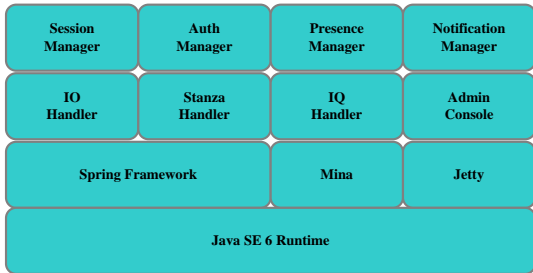 Session
Manager
Auth
Manager
Presence
Manager
Notification
Manager
IO
Handler
Stanza
Handler
IQ
Handler
Admin
Console
Spring Framework
Mina
Jetty
Java SE 6 Runtime